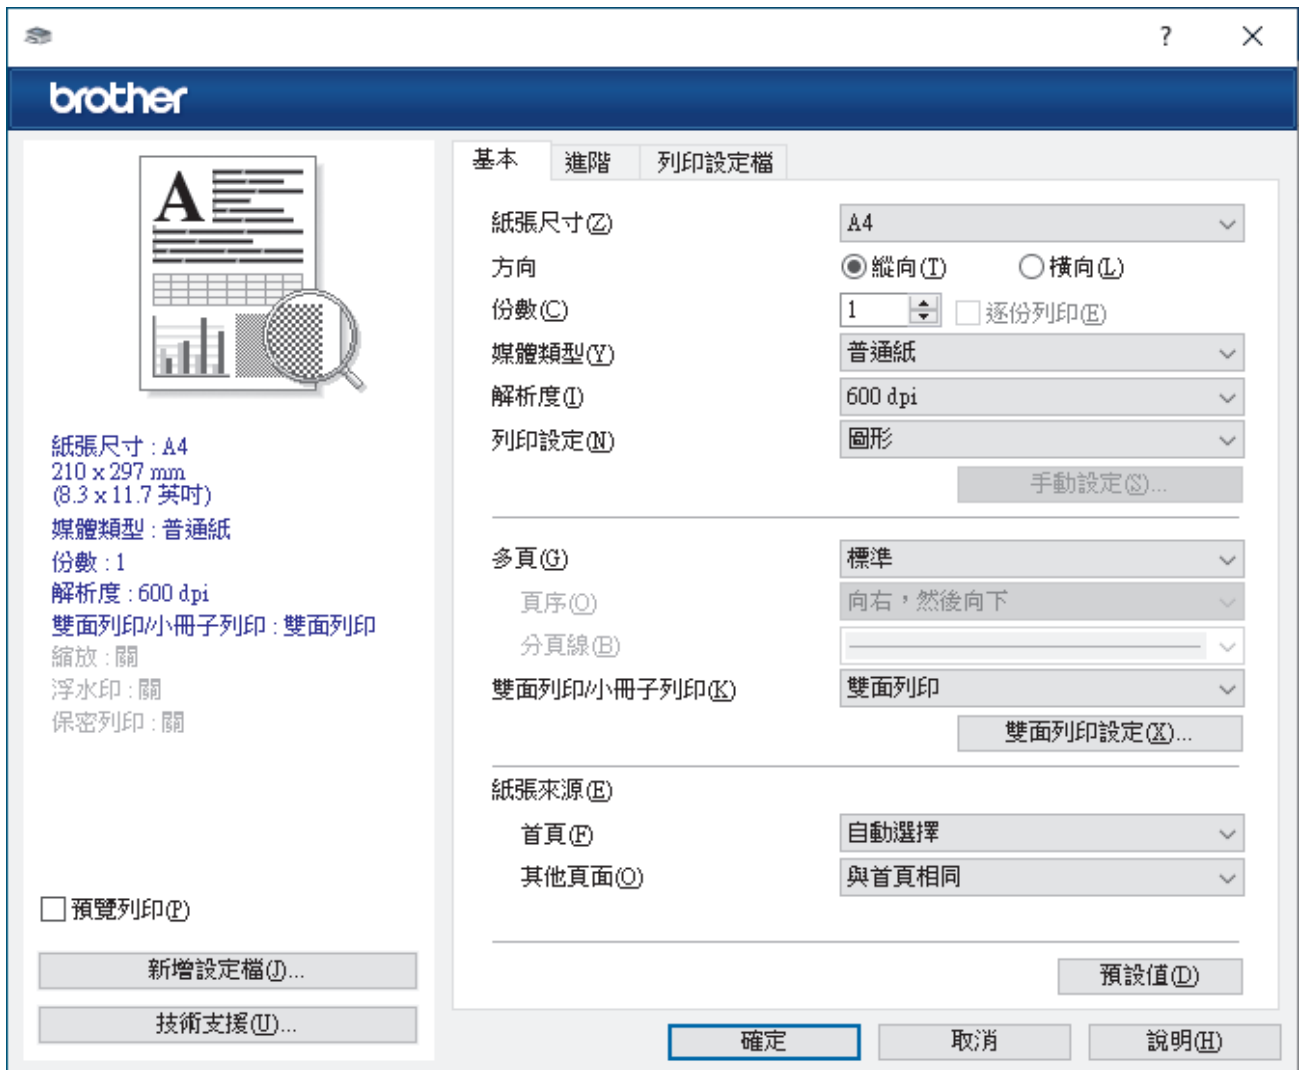 ?
brother
基本 進階 列印設定檔
A
紙張尺寸 : A4
210 x 297 mm
(8.3 x 11.7 英吋)
媒體類型 : 普通紙
份數 : 1
解析度 : 600 dpi
雙面列印/小冊子列印 : 雙面列印
縮放 : 關
浮水印 : 關
保密列印 : 關
預覽列印(P)
新增設定檔(J)...
技術支援(U)...
紙張尺寸(Z) A4
方向 縱向(T) 橫向(L)
份數(C) 1 逐份列印(E)
媒體類型(Y) 普通紙
解析度(I) 600 dpi
列印設定(N) 圖形
手動設定(S)...
多頁(G) 標準
頁序(O) 向右，然後向下
分頁線(B)
雙面列印/小冊子列印(K) 雙面列印
雙面列印設定(X)...
紙張來源(E)
首頁(F) 自動選擇
其他頁面(O) 與首頁相同
預設值(D)
確定 取消 說明(H)